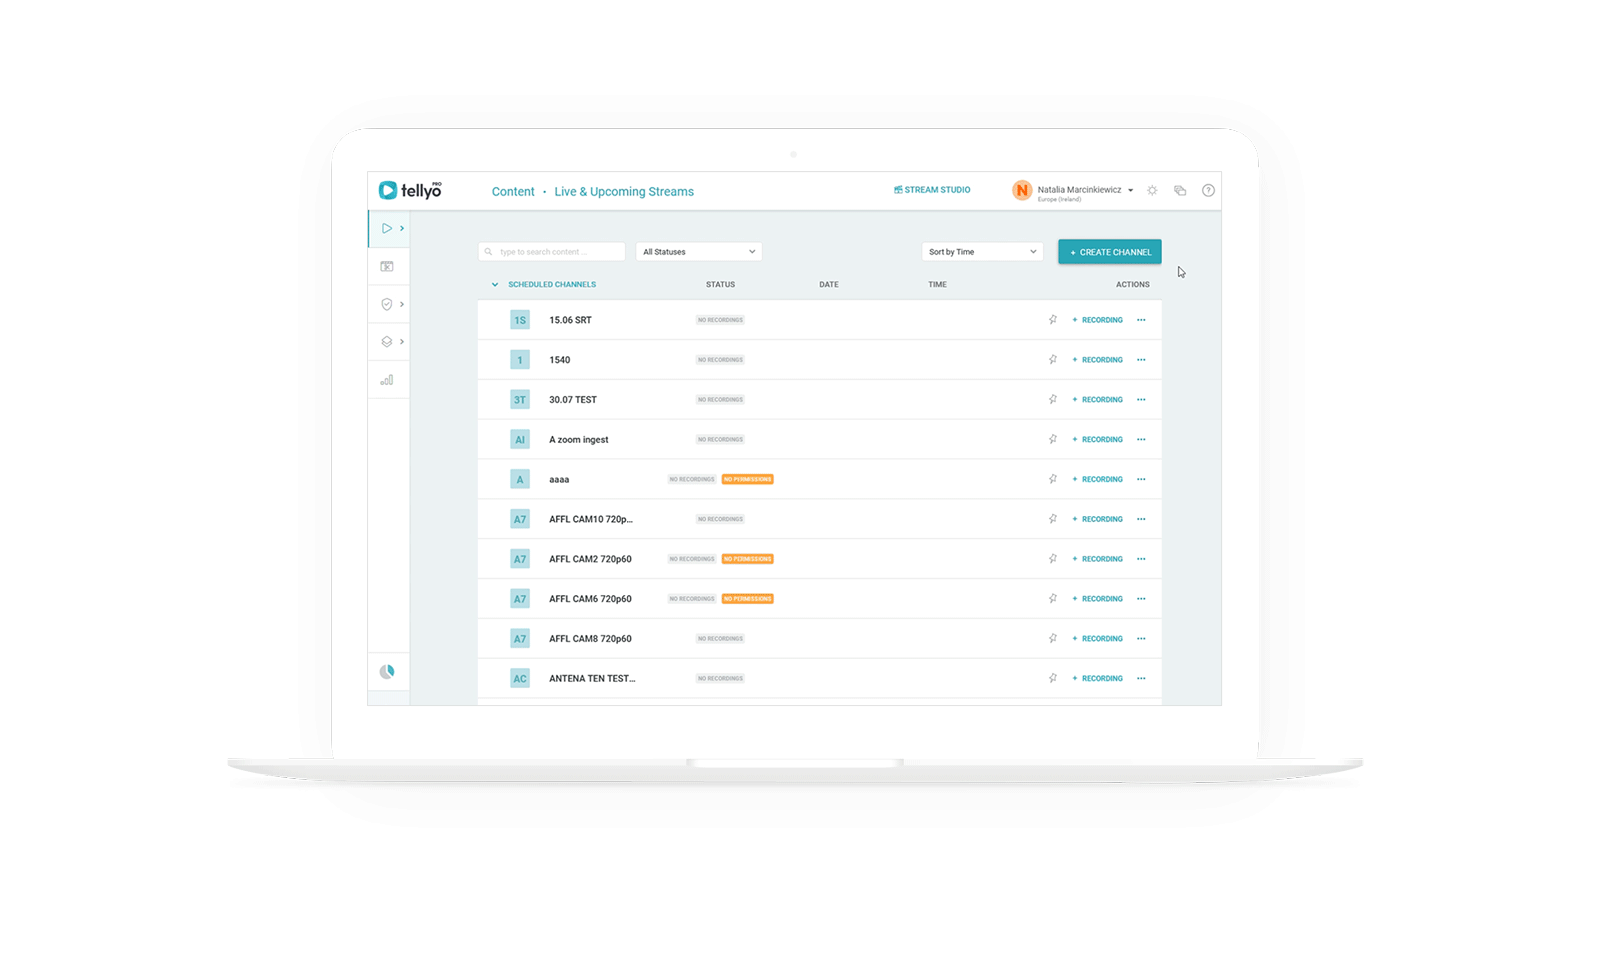 tellyo PRO
Content • Live & Upcoming Streams
STREAM STUDIO
N
Natalia Marcinkiewicz
Europe (Ireland)
?
Type to search content ...
All Statuses
Sort by Time
+ CREATE CHANNEL
SCHEDULED CHANNELS STATUS DATE TIME ACTIONS
1S 15.06 SRT NO RECORDINGS + RECORDING ...
1 1540 NO RECORDINGS + RECORDING ...
3T 30.07 TEST NO RECORDINGS + RECORDING ...
AI A zoom ingest NO RECORDINGS + RECORDING ...
A aaaa NO RECORDINGS NO PERMISSIONS + RECORDING ...
A7 AFFL CAM10 720p... NO RECORDINGS + RECORDING ...
A7 AFFL CAM2 720p60 NO RECORDINGS NO PERMISSIONS + RECORDING ...
A7 AFFL CAM6 720p60 NO RECORDINGS NO PERMISSIONS + RECORDING ...
A7 AFFL CAM8 720p60 NO RECORDINGS + RECORDING ...
AC ANTENA TEN TEST... NO RECORDINGS + RECORDING ...